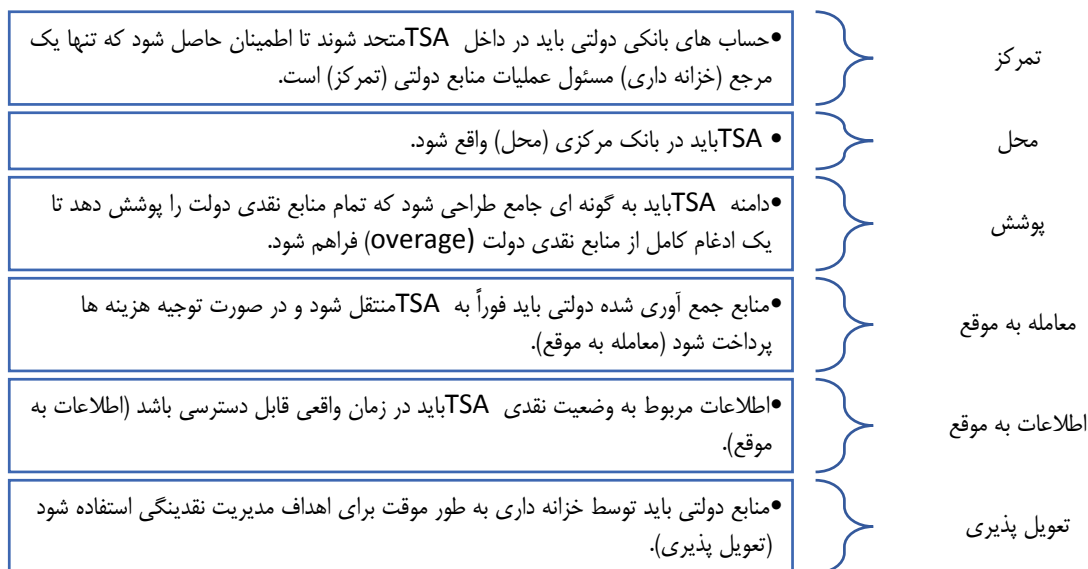 تمرکز
•حساب های بانکی دولتی باید در داخل TSAمتحد شوند تا اطمینان حاصل شود که تنها یک
مرجع (خزانه داری) مسئول عملیات منابع دولتی (تمرکز) است.
محل
• TSAباید در بانک مرکزی (محل) واقع شود.
پوشش
•دامنه TSAباید به گونه ای جامع طراحی شود که تمام منابع نقدی دولت را پوشش دهد تا
یک ادغام کامل از منابع نقدی دولت (overage) فراهم شود.
معامله به موقع
•منابع جمع آوری شده دولتی باید فوراً به TSAمنتقل شود و در صورت توجیه هزینه ها
پرداخت شود (معامله به موقع).
اطلاعات به موقع
•اطلاعات مربوط به وضعیت نقدی TSAباید در زمان واقعی قابل دسترسی باشد (اطلاعات به
موقع).
تعویل پذیری
•منابع دولتی باید توسط خزانه داری به طور موقت برای اهداف مدیریت نقدینگی استفاده شود
(تعویل پذیری).